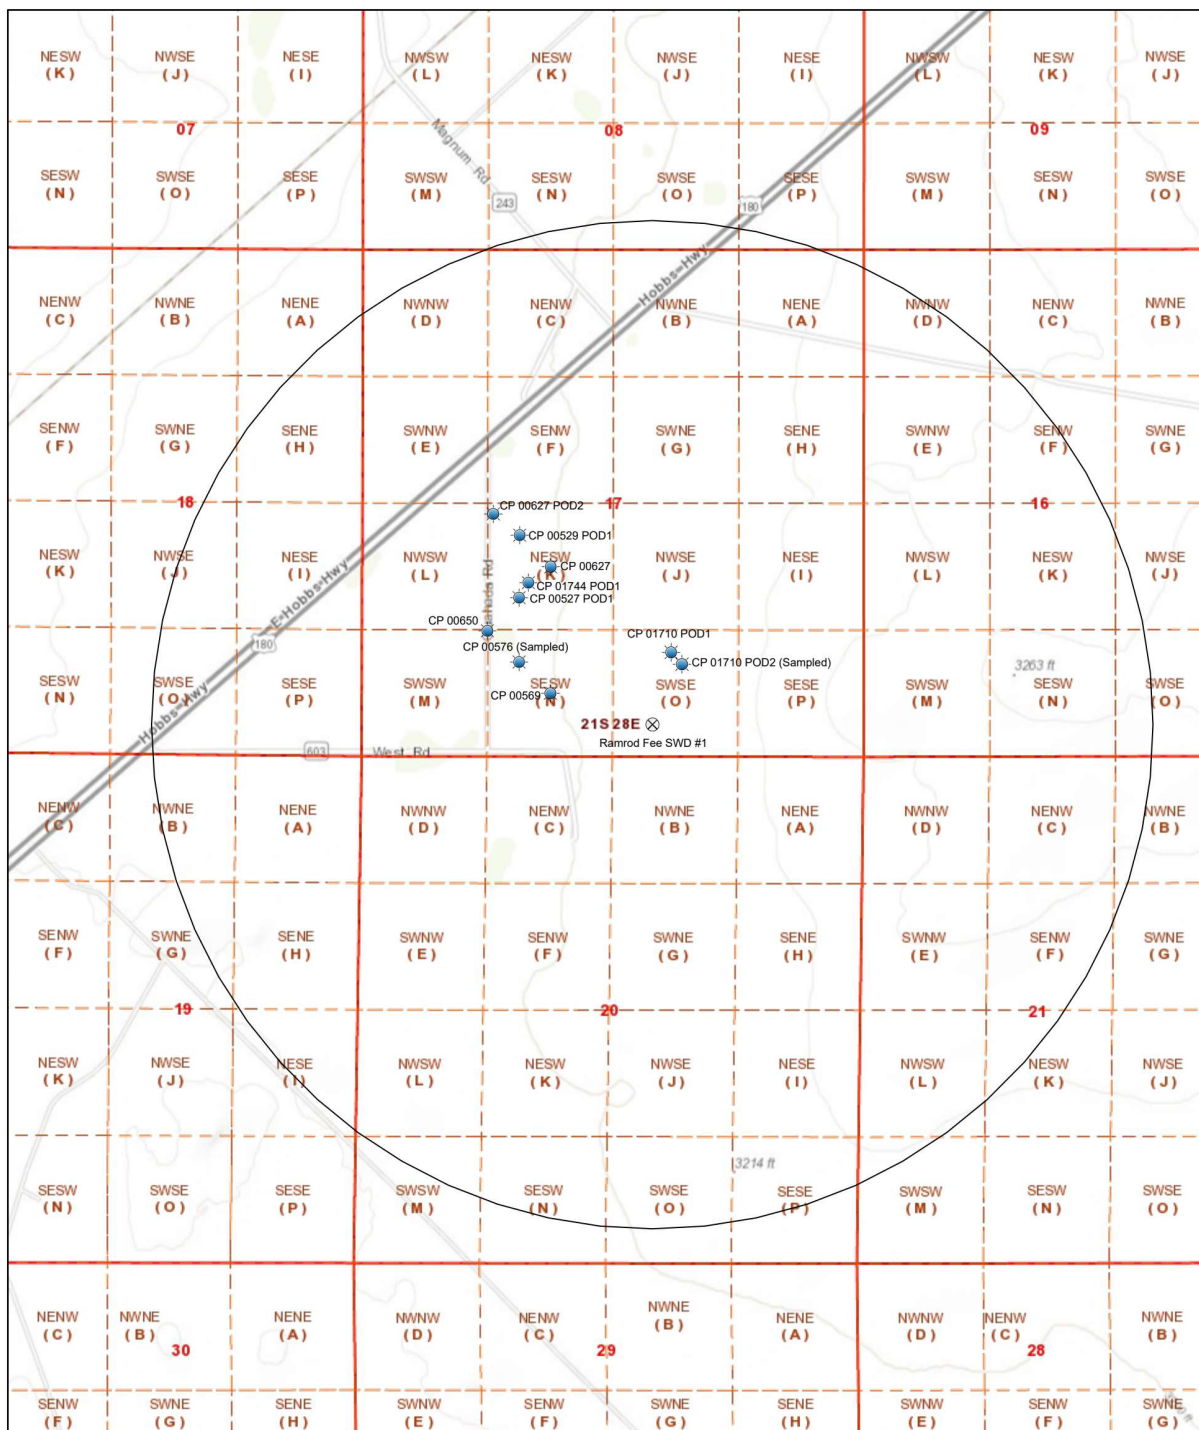 NESW NWSE NESE NWSW NESW NWSE NESE NWSW NESW NWSE
(K) (J) (I) (L) (K) (J) (I) (L) (K) (J)
07 08 09
Magnum Rd
SESW SWSE SESE SWSW SESW SWSE SESE SWSW SESW SWSE
(N) (O) (P) (M) (N) (O) (P) (M) (N) (O)
243 180
Hobbs Hwy
NENW NWNE NENE NWNW NENW NWNE NENE NWNW NENW NWNE
(C) (B) (A) (D) (C) (B) (A) (D) (C) (B)
SENW SWNE SENE SWNW SENW SWNE SENE SWNW SENW SWNE
(F) (G) (H) (E) (F) (G) (H) (E) (F) (G)
18 17 16
CP 00627 POD2
CP 00529 POD1
NESW NWSE NESE NWSW NESW NWSE NESE NWSW NESW NWSE
(K) (J) (I) (L) (K) (J) (I) (L) (K) (J)
CP 00627
CP 01744 POD1
CP 00527 POD1
E Hobbs Hwy
180
CP 00650
CP 01710 POD1
CP 00576 (Sampled)
CP 01710 POD2 (Sampled)
3263 ft
SESW SWSE SESE SWSW SESW SWSE SESE SWSW SESW SWSE
(N) (O) (P) (M) (N) (O) (P) (M) (N) (O)
CP 00569
Hobbs Hwy
21S 28E
Ramrod Fee SWD #1
603 West Rd
NENW NWNE NENE NWNW NENW NWNE NENE NWNW NENW NWNE
(C) (B) (A) (D) (C) (B) (A) (D) (C) (B)
SENW SWNE SENE SWNW SENW SWNE SENE SWNW SENW SWNE
(F) (G) (H) (E) (F) (G) (H) (E) (F) (G)
19 20 21
NESW NWSE NESE NWSW NESW NWSE NESE NWSW NESW NWSE
(K) (J) (I) (L) (K) (J) (I) (L) (K) (J)
3214 ft
SESW SWSE SESE SWSW SESW SWSE SESE SWSW SESW SWSE
(N) (O) (P) (M) (N) (O) (P) (M) (N) (O)
NENW NWNE NENE NWNW NENW NWNE NENE NWNW NENW NWNE
(C) (B) (A) (D) (C) (B) (A) (D) (C) (B)
30 29 28
SENW SWNE SENE SWNW SENW SWNE SENE SWNW SENW SWNE
(F) (G) (H) (E) (F) (G) (H) (E) (F) (G)